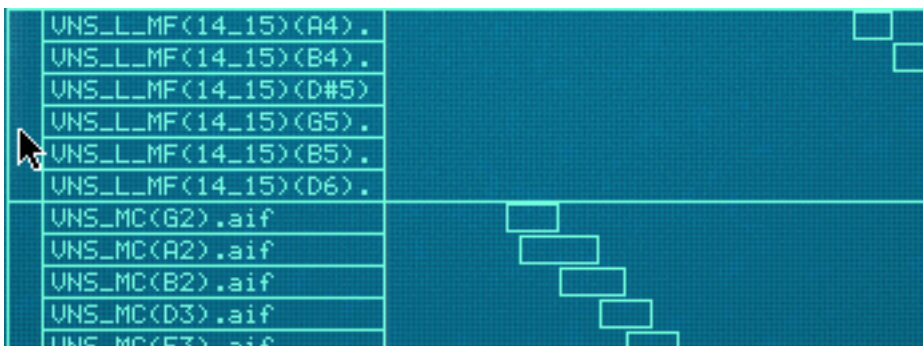 VNS_L_MF(14_15)(A4).
VNS_L_MF(14_15)(B4).
VNS_L_MF(14_15)(D#5)
VNS_L_MF(14_15)(G5).
VNS_L_MF(14_15)(B5).
VNS_L_MF(14_15)(D6).
VNS_MC(G2).aif
VNS_MC(A2).aif
VNS_MC(B2).aif
VNS_MC(D3).aif